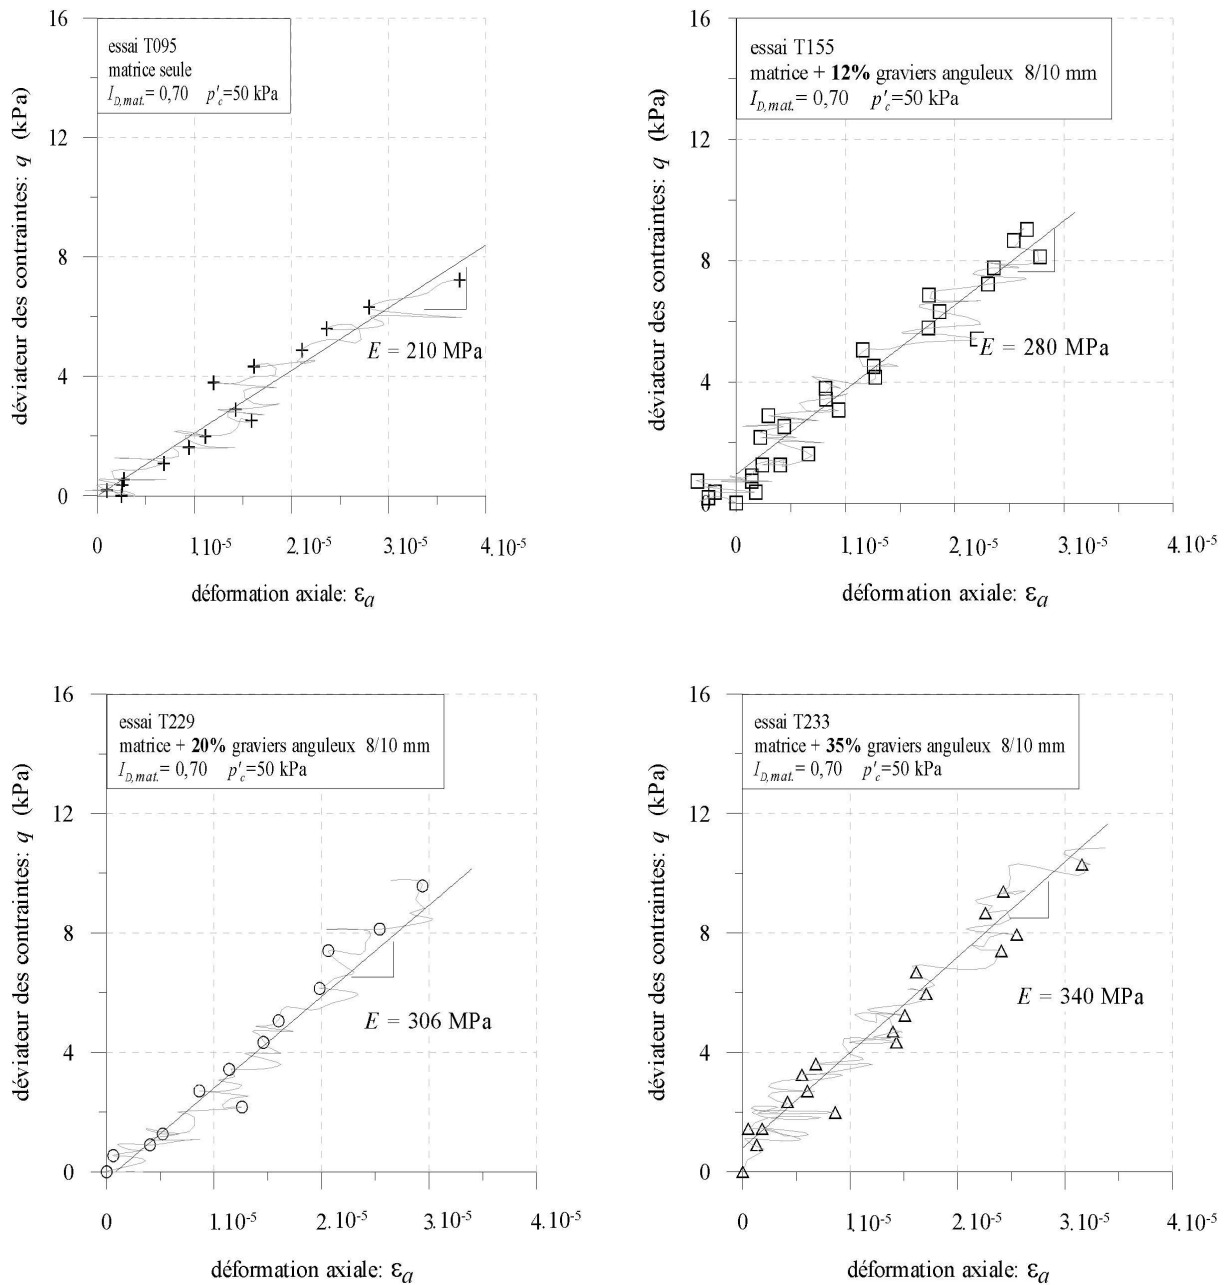 16
12
8
4
0
déviateur des contraintes: q (kPa)
essai T095
matrice seule
I_D,mat.= 0,70 p'_c=50 kPa
E = 210 MPa
0 1.10⁻⁵ 2.10⁻⁵ 3.10⁻⁵ 4.10⁻⁵
déformation axiale: ε_a
16
12
8
4
0
déviateur des contraintes: q (kPa)
essai T155
matrice + 12% graviers anguleux 8/10 mm
I_D,mat.= 0,70 p'_c=50 kPa
E = 280 MPa
0 1.10⁻⁵ 2.10⁻⁵ 3.10⁻⁵ 4.10⁻⁵
déformation axiale: ε_a
16
12
8
4
0
déviateur des contraintes: q (kPa)
essai T229
matrice + 20% graviers anguleux 8/10 mm
I_D,mat.= 0,70 p'_c=50 kPa
E = 306 MPa
0 1.10⁻⁵ 2.10⁻⁵ 3.10⁻⁵ 4.10⁻⁵
déformation axiale: ε_a
16
12
8
4
0
déviateur des contraintes: q (kPa)
essai T233
matrice + 35% graviers anguleux 8/10 mm
I_D,mat.= 0,70 p'_c=50 kPa
E = 340 MPa
0 1.10⁻⁵ 2.10⁻⁵ 3.10⁻⁵ 4.10⁻⁵
déformation axiale: ε_a